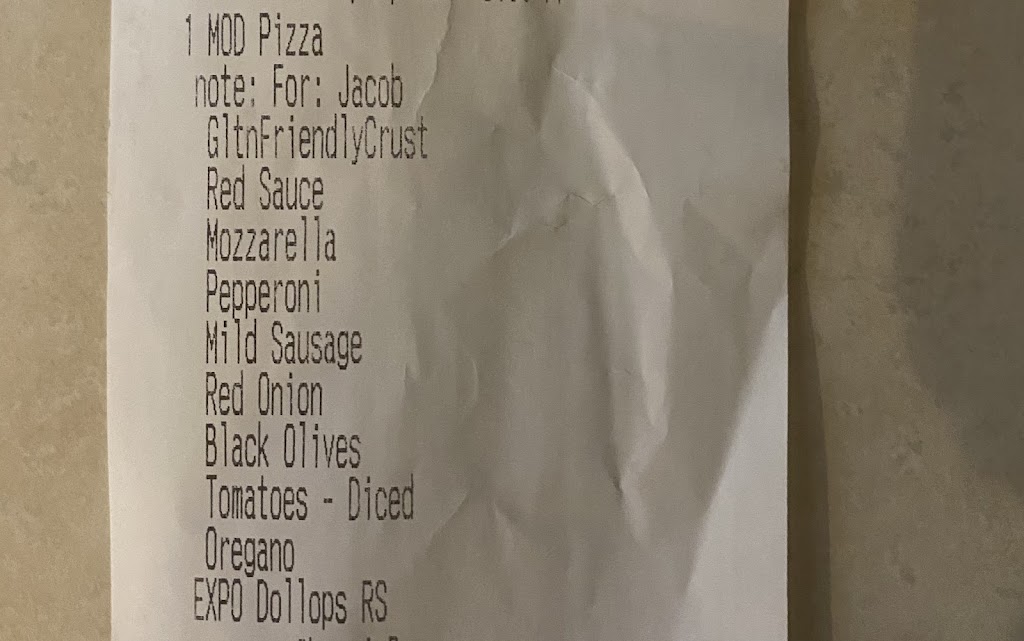 1 MOD Pizza
note: For: Jacob
GltnFriendlyCrust
Red Sauce
Mozzarella
Pepperoni
Mild Sausage
Red Onion
Black Olives
Tomatoes - Diced
Oregano
EXPO Dollops RS